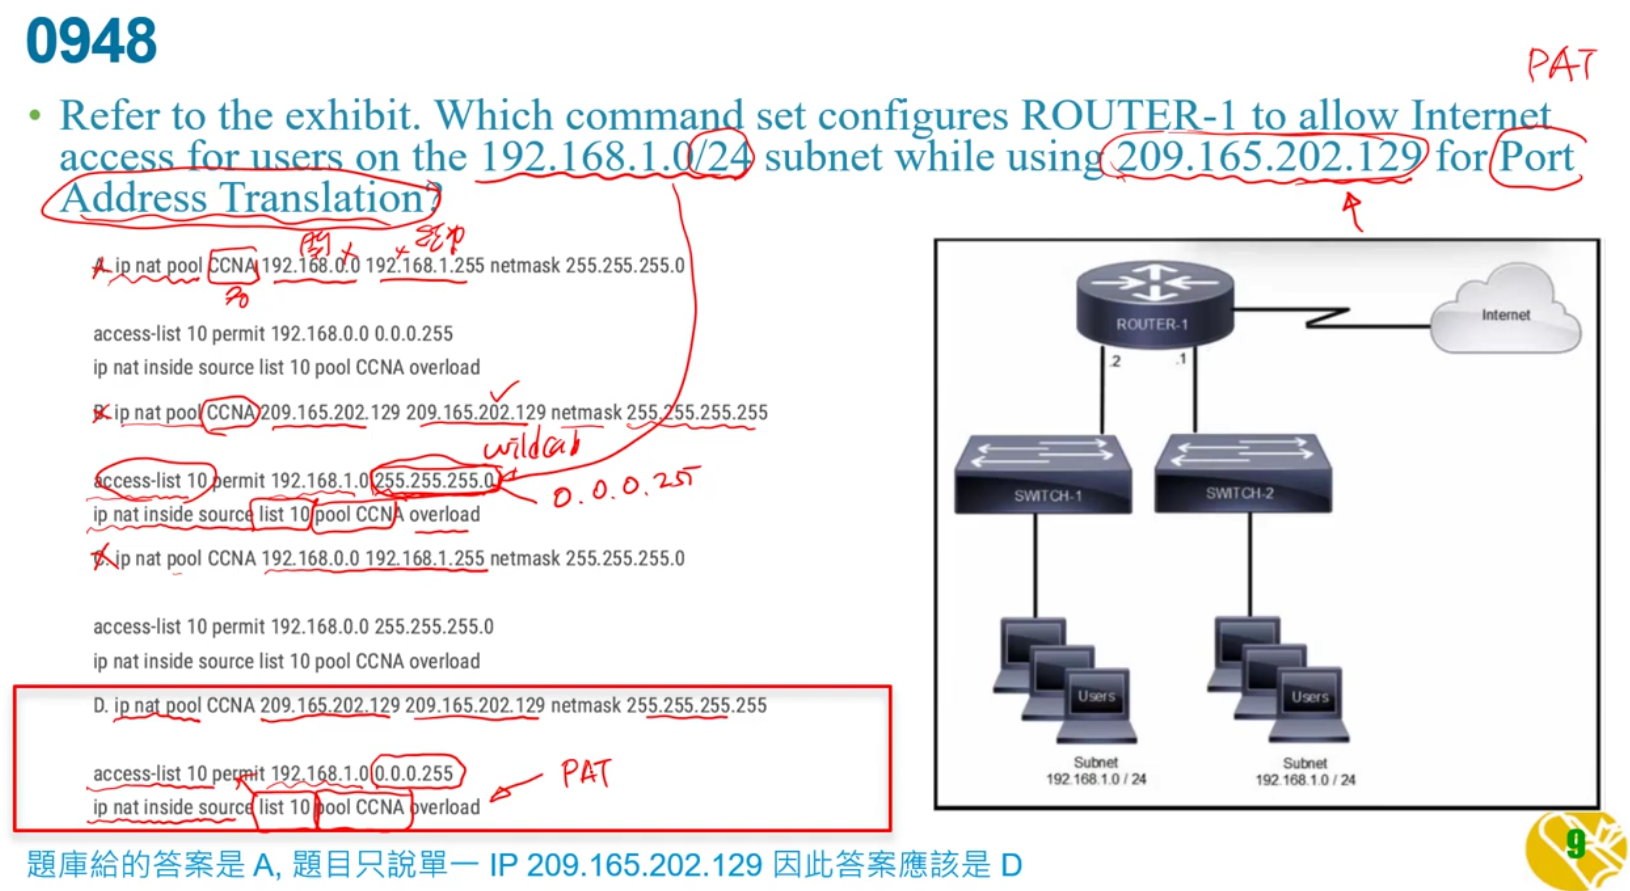 0948
PAT
• Refer to the exhibit. Which command set configures ROUTER-1 to allow Internet
access for users on the 192.168.1.0/24 subnet while using 209.165.202.129 for Port
Address Translation?
A. ip nat pool CCNA 192.168.0.0 192.168.1.255 netmask 255.255.255.0
access-list 10 permit 192.168.0.0 0.0.0.255
ip nat inside source list 10 pool CCNA overload
B. ip nat pool CCNA 209.165.202.129 209.165.202.129 netmask 255.255.255.255
access-list 10 permit 192.168.1.0 255.255.255.0
0.0.0.255
ip nat inside source list 10 pool CCNA overload
C. ip nat pool CCNA 192.168.0.0 192.168.1.255 netmask 255.255.255.0
access-list 10 permit 192.168.0.0 255.255.255.0
ip nat inside source list 10 pool CCNA overload
D. ip nat pool CCNA 209.165.202.129 209.165.202.129 netmask 255.255.255.255
access-list 10 permit 192.168.1.0 0.0.0.255
PAT
ip nat inside source list 10 pool CCNA overload
ROUTER-1
Internet
.2
.1
SWITCH-1
SWITCH-2
Users
Users
Subnet
192.168.1.0 / 24
Subnet
192.168.1.0 / 24
題庫給的答案是 A, 題目只說單一 IP 209.165.202.129 因此答案應該是 D
9